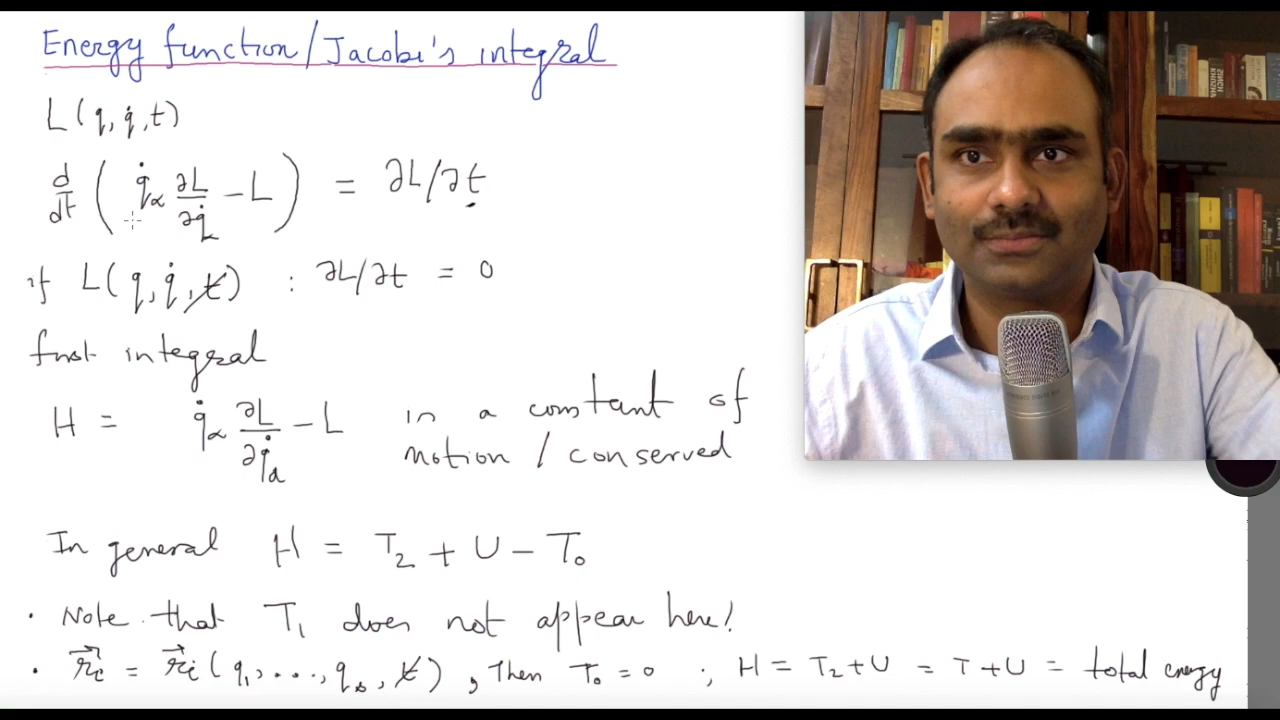 Energy function/Jacobi's integral
L(q, q̇, t)
d/dt ( q̇α ∂L/∂q̇α − L ) = ∂L/∂t
if L(q, q̇, t̸) : ∂L/∂t = 0
first integral
H = q̇α ∂L/∂q̇α − L is a constant of
motion / conserved
In general H = T₂ + U − T₀
· Note that T₁ does not appear here!
· r⃗ᵢ = r⃗ᵢ(q₁, ..., qₛ, t̸), then T₀ = 0 ; H = T₂ + U = T + U = total energy